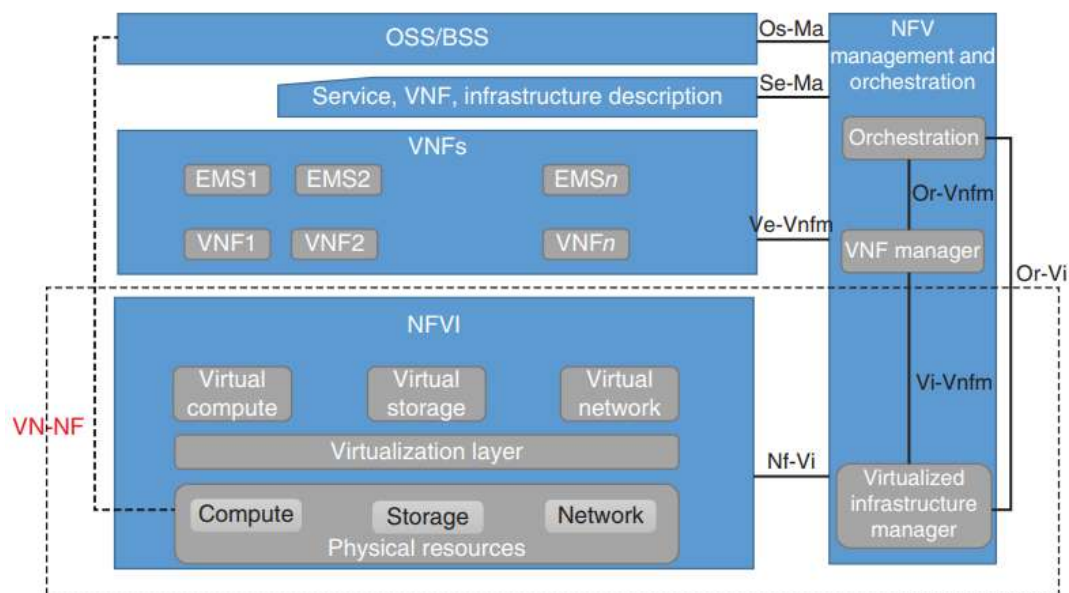 OSS/BSS
Os-Ma
NFV
management and
orchestration
Se-Ma
Service, VNF, infrastructure description
VNFs
Orchestration
EMS1
EMS2
EMSn
Or-Vnfm
Ve-Vnfm
VNF1
VNF2
VNFn
VNF manager
Or-Vi
NFVI
Virtual
compute
Virtual
storage
Virtual
network
Vi-Vnfm
VN-NF
Virtualization layer
Nf-Vi
Virtualized
infrastructure
manager
Compute
Storage
Network
Physical resources